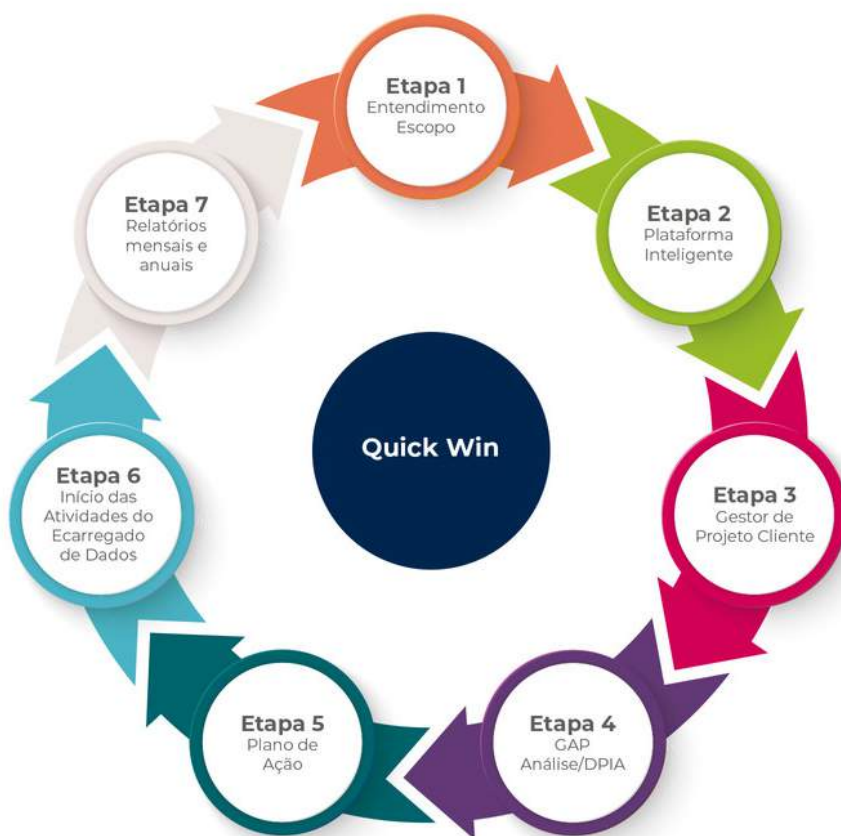 Etapa 1
Entendimento
Escopo
Etapa 2
Plataforma
Inteligente
Etapa 3
Gestor de
Projeto Cliente
Etapa 4
GAP
Análise/DPIA
Etapa 5
Plano de
Ação
Etapa 6
Início das
Atividades do
Ecarregado
de Dados
Etapa 7
Relatórios
mensais e
anuais
Quick Win